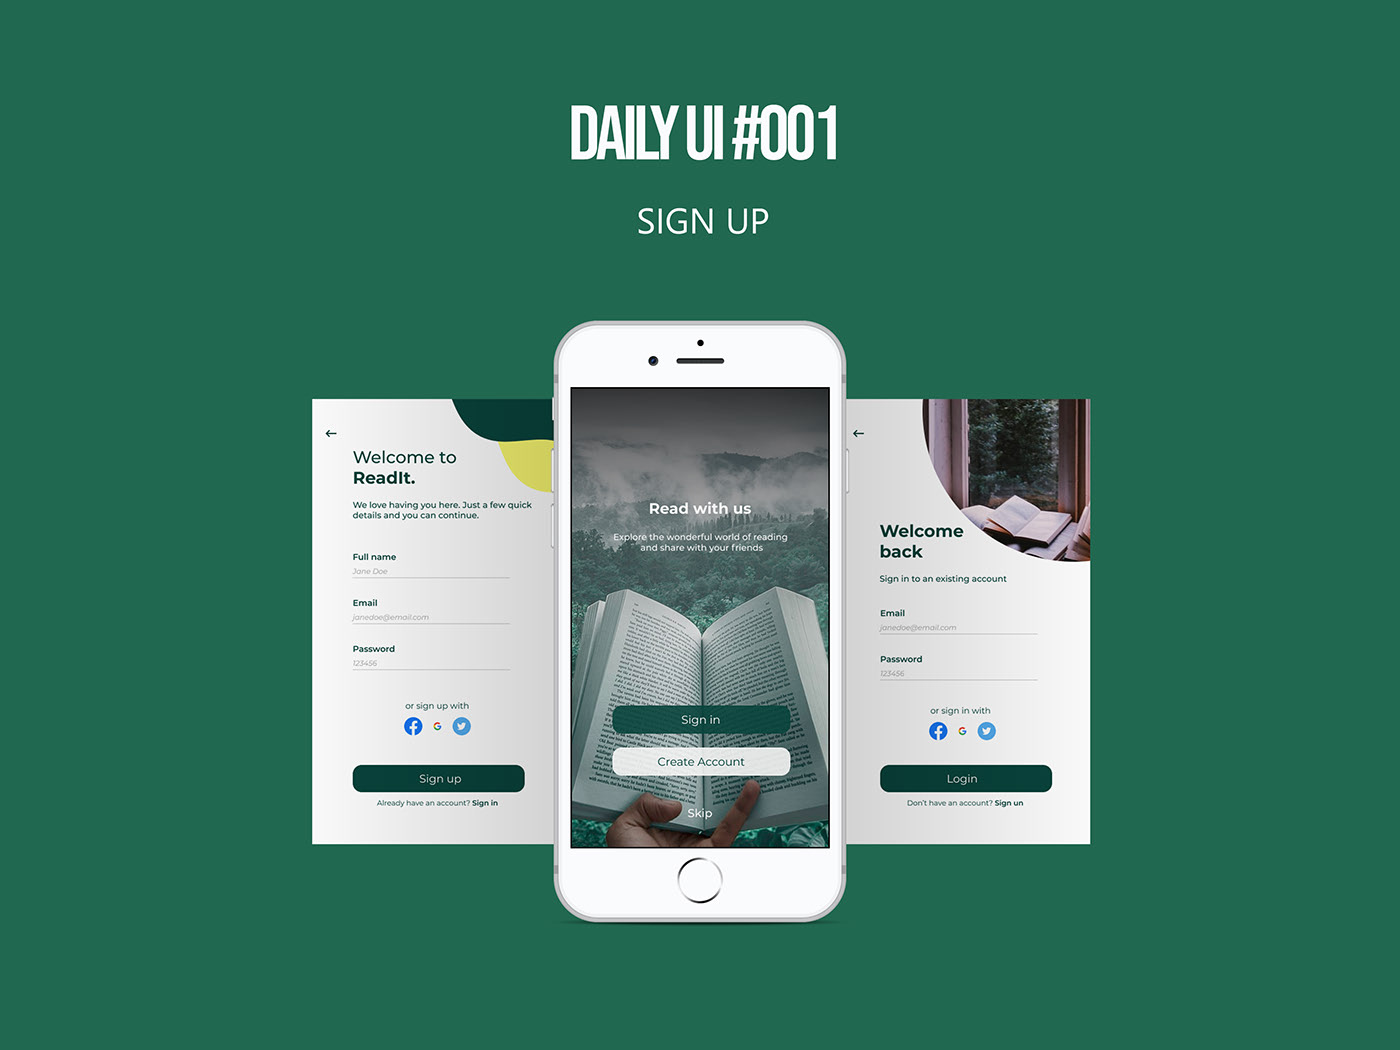 DAILY UI #001
SIGN UP
Welcome to
ReadIt.
We love having you here. Just a few quick
details and you can continue.
Full name
Jane Doe
Email
janedoe@email.com
Password
123456
or sign up with
Sign up
Already have an account? Sign in
Read with us
Explore the wonderful world of reading
and share with your friends
Sign in
Create Account
Skip
Welcome
back
Sign in to an existing account
Email
janedoe@email.com
Password
123456
or sign in with
Login
Don't have an account? Sign un